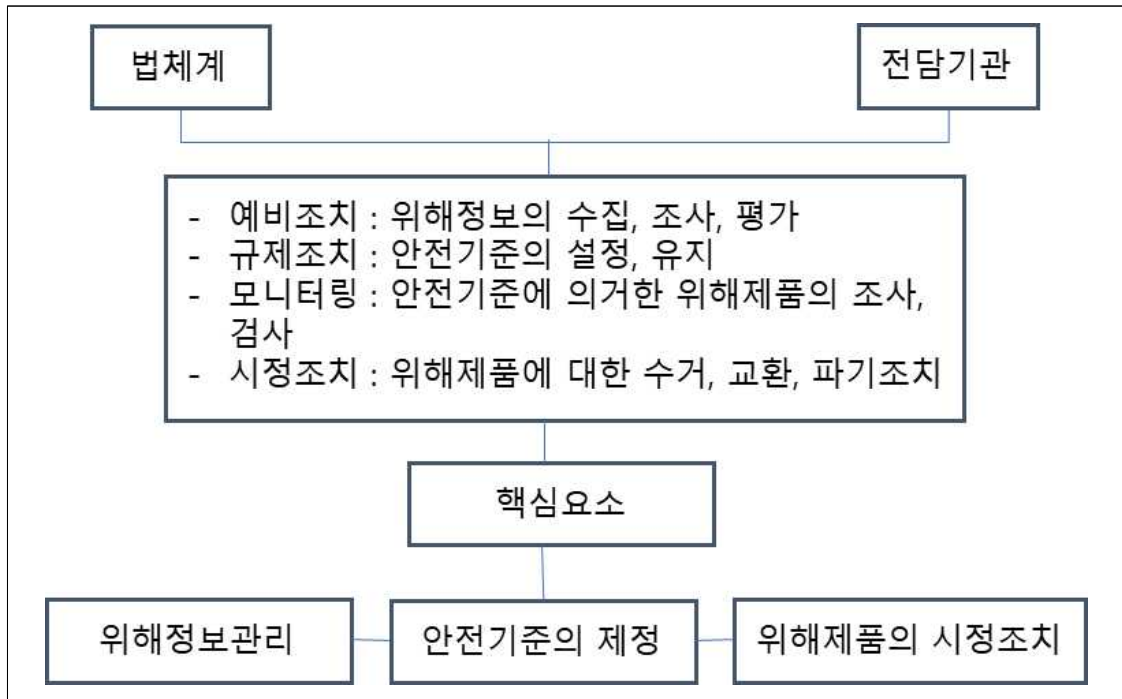 법체계
전담기관
- 예비조치 : 위해정보의 수집, 조사, 평가
- 규제조치 : 안전기준의 설정, 유지
- 모니터링 : 안전기준에 의거한 위해제품의 조사,
검사
- 시정조치 : 위해제품에 대한 수거, 교환, 파기조치
핵심요소
위해정보관리
안전기준의 제정
위해제품의 시정조치